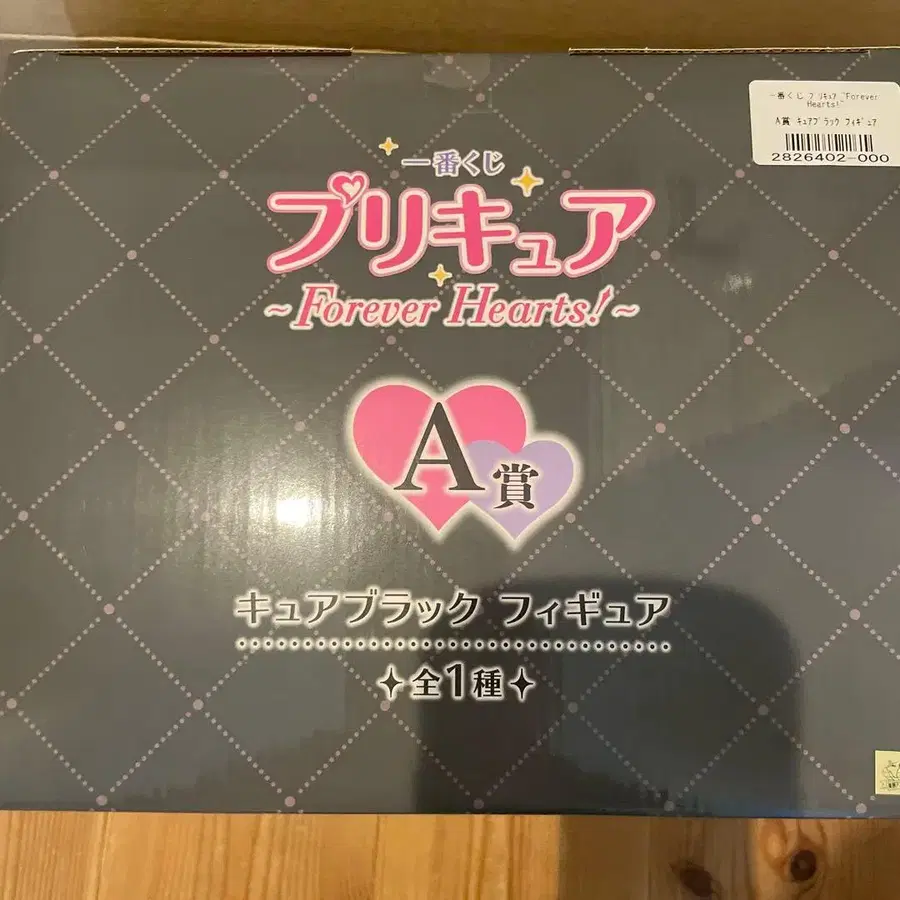 一番くじ プリキュア ~Forever
Hearts!~
A賞 キュアブラック フィギュア
2826402-000
一番くじ
プリキュア
~Forever Hearts!~
A賞
キュアブラック フィギュア
全1種